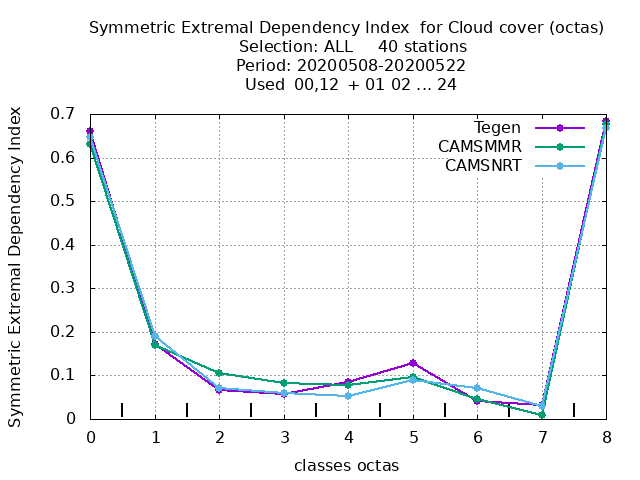 Symmetric Extremal Dependency Index  for Cloud cover (octas)
Selection: ALL     40 stations
Period: 20200508-20200522
Used  00,12  + 01 02 ... 24
Symmetric Extremal Dependency Index
0.7
0.6
0.5
0.4
0.3
0.2
0.1
0
Tegen
CAMSMMR
CAMSNRT
0 1 2 3 4 5 6 7 8
classes octas